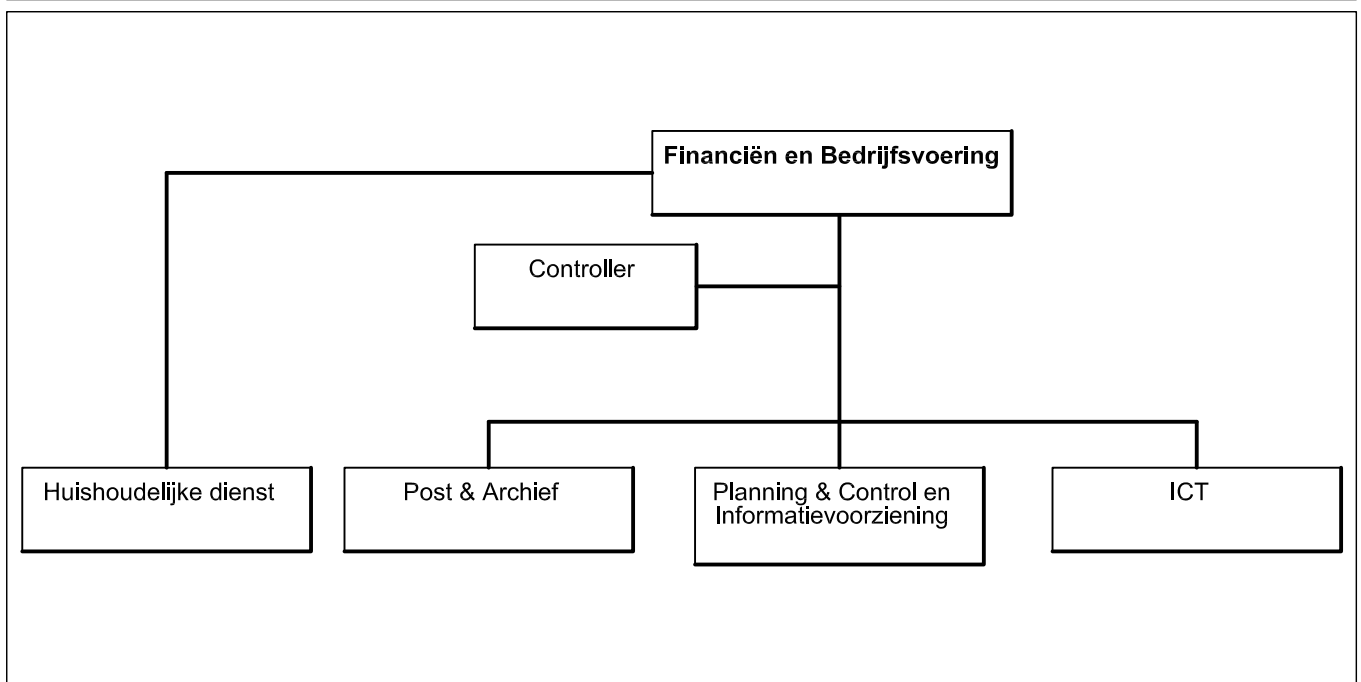 Financiën en Bedrijfsvoering
Controller
Huishoudelijke dienst
Post & Archief
Planning & Control en
Informatievoorziening
ICT